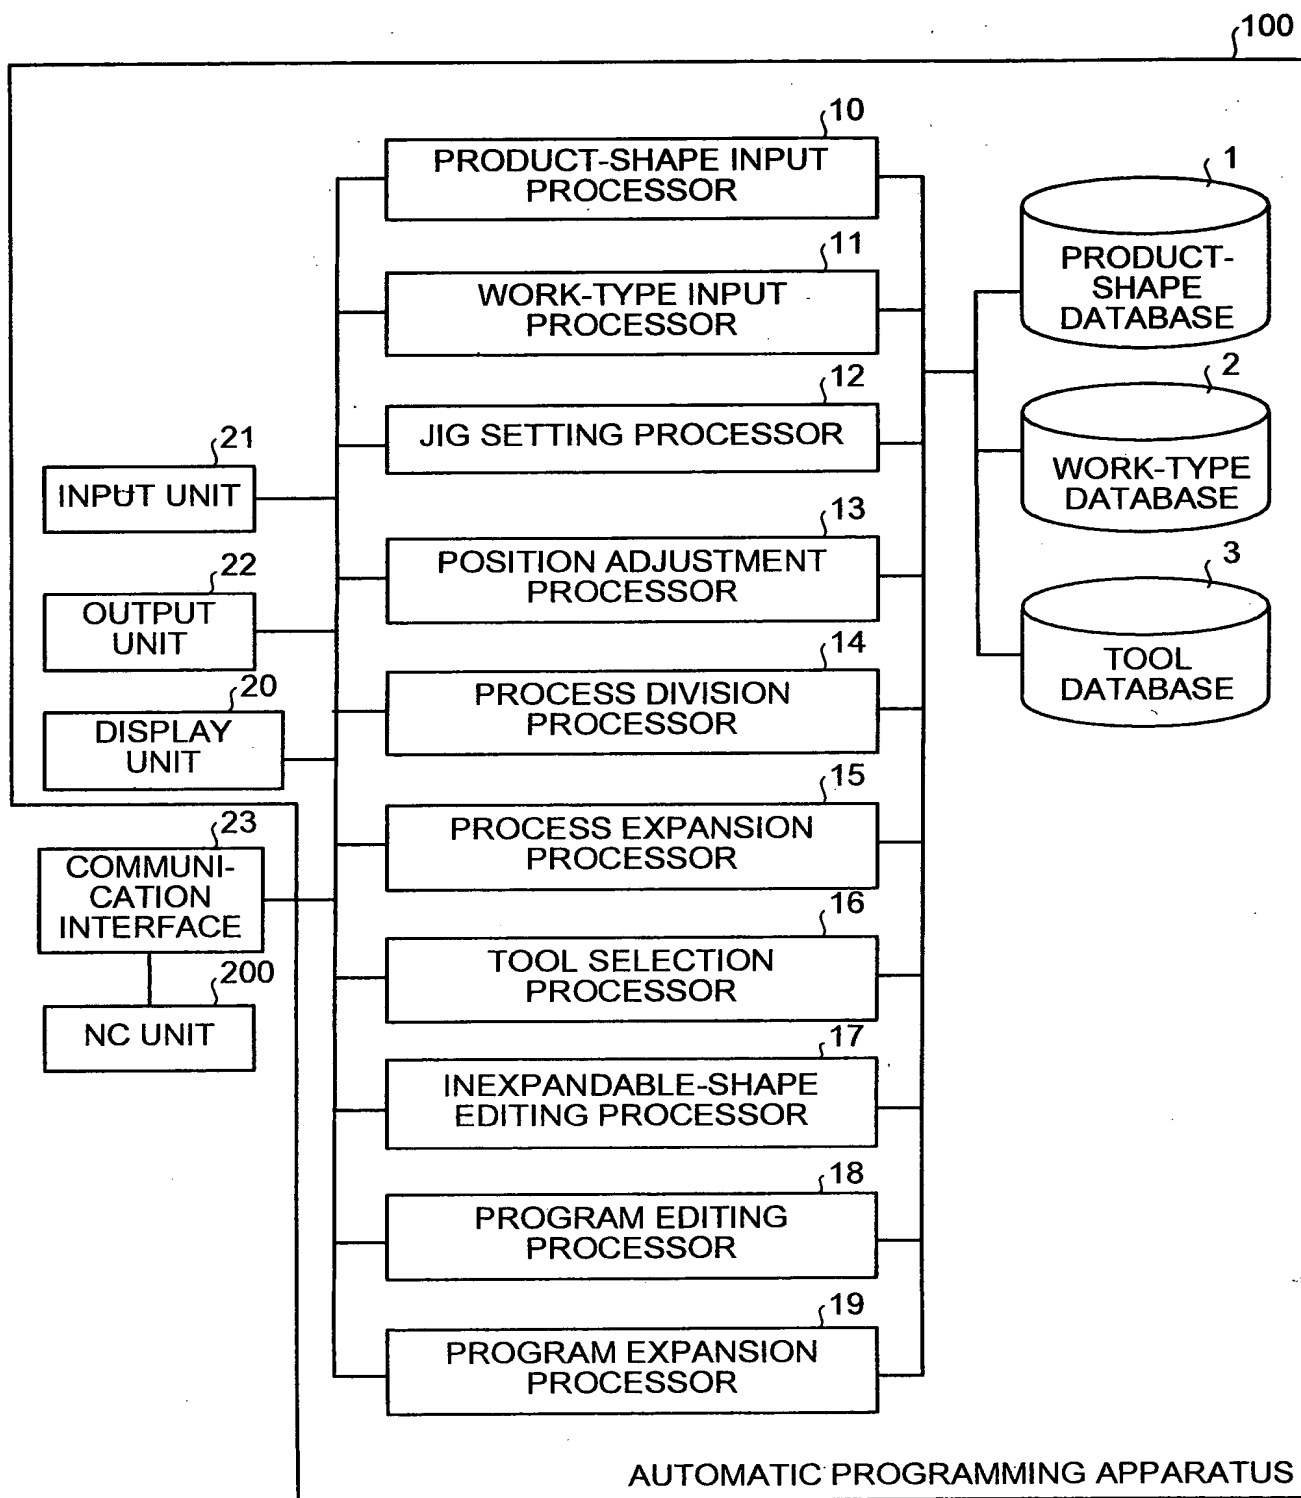 100
10
PRODUCT-SHAPE INPUT
PROCESSOR
11
WORK-TYPE INPUT
PROCESSOR
12
JIG SETTING PROCESSOR
13
POSITION ADJUSTMENT
PROCESSOR
14
PROCESS DIVISION
PROCESSOR
15
PROCESS EXPANSION
PROCESSOR
16
TOOL SELECTION
PROCESSOR
17
INEXPANDABLE-SHAPE
EDITING PROCESSOR
18
PROGRAM EDITING
PROCESSOR
19
PROGRAM EXPANSION
PROCESSOR
21
INPUT UNIT
22
OUTPUT
UNIT
20
DISPLAY
UNIT
23
COMMUNI-
CATION
INTERFACE
200
NC UNIT
1
PRODUCT-
SHAPE
DATABASE
2
WORK-TYPE
DATABASE
3
TOOL
DATABASE
AUTOMATIC PROGRAMMING APPARATUS